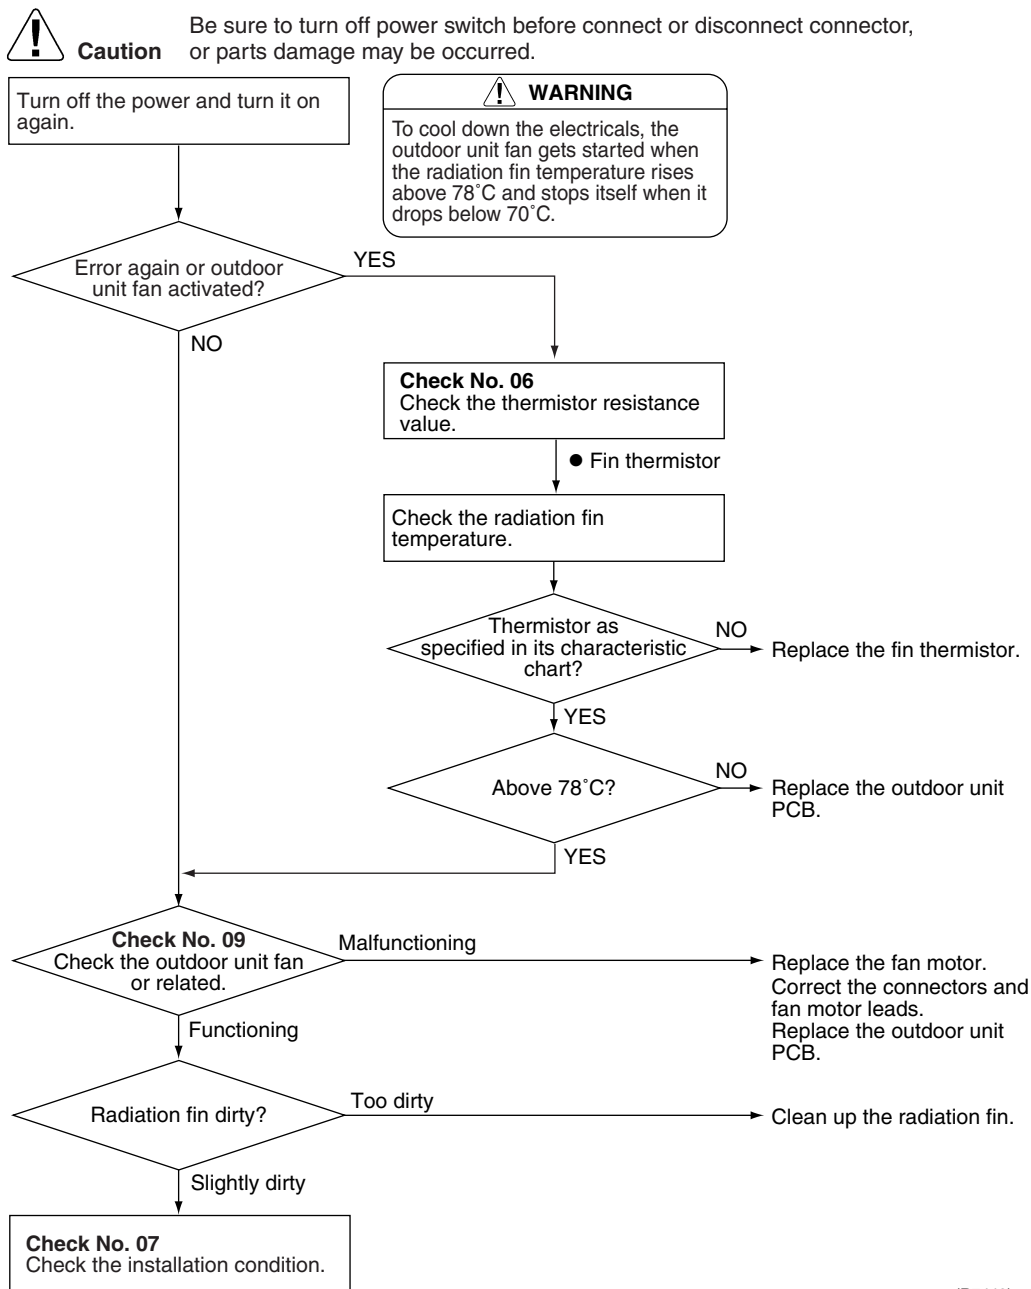 Be sure to turn off power switch before connect or disconnect connector,
Caution or parts damage may be occurred.
Turn off the power and turn it on
again.
WARNING
To cool down the electricals, the
outdoor unit fan gets started when
the radiation fin temperature rises
above 78˚C and stops itself when it
drops below 70˚C.
Error again or outdoor
unit fan activated?
YES
NO
Check No. 06
Check the thermistor resistance
value.
● Fin thermistor
Check the radiation fin
temperature.
Thermistor as
specified in its characteristic
chart?
NO
Replace the fin thermistor.
YES
Above 78˚C?
NO
Replace the outdoor unit
PCB.
YES
Check No. 09
Check the outdoor unit fan
or related.
Malfunctioning
Replace the fan motor.
Correct the connectors and
fan motor leads.
Replace the outdoor unit
PCB.
Functioning
Radiation fin dirty?
Too dirty
Clean up the radiation fin.
Slightly dirty
Check No. 07
Check the installation condition.